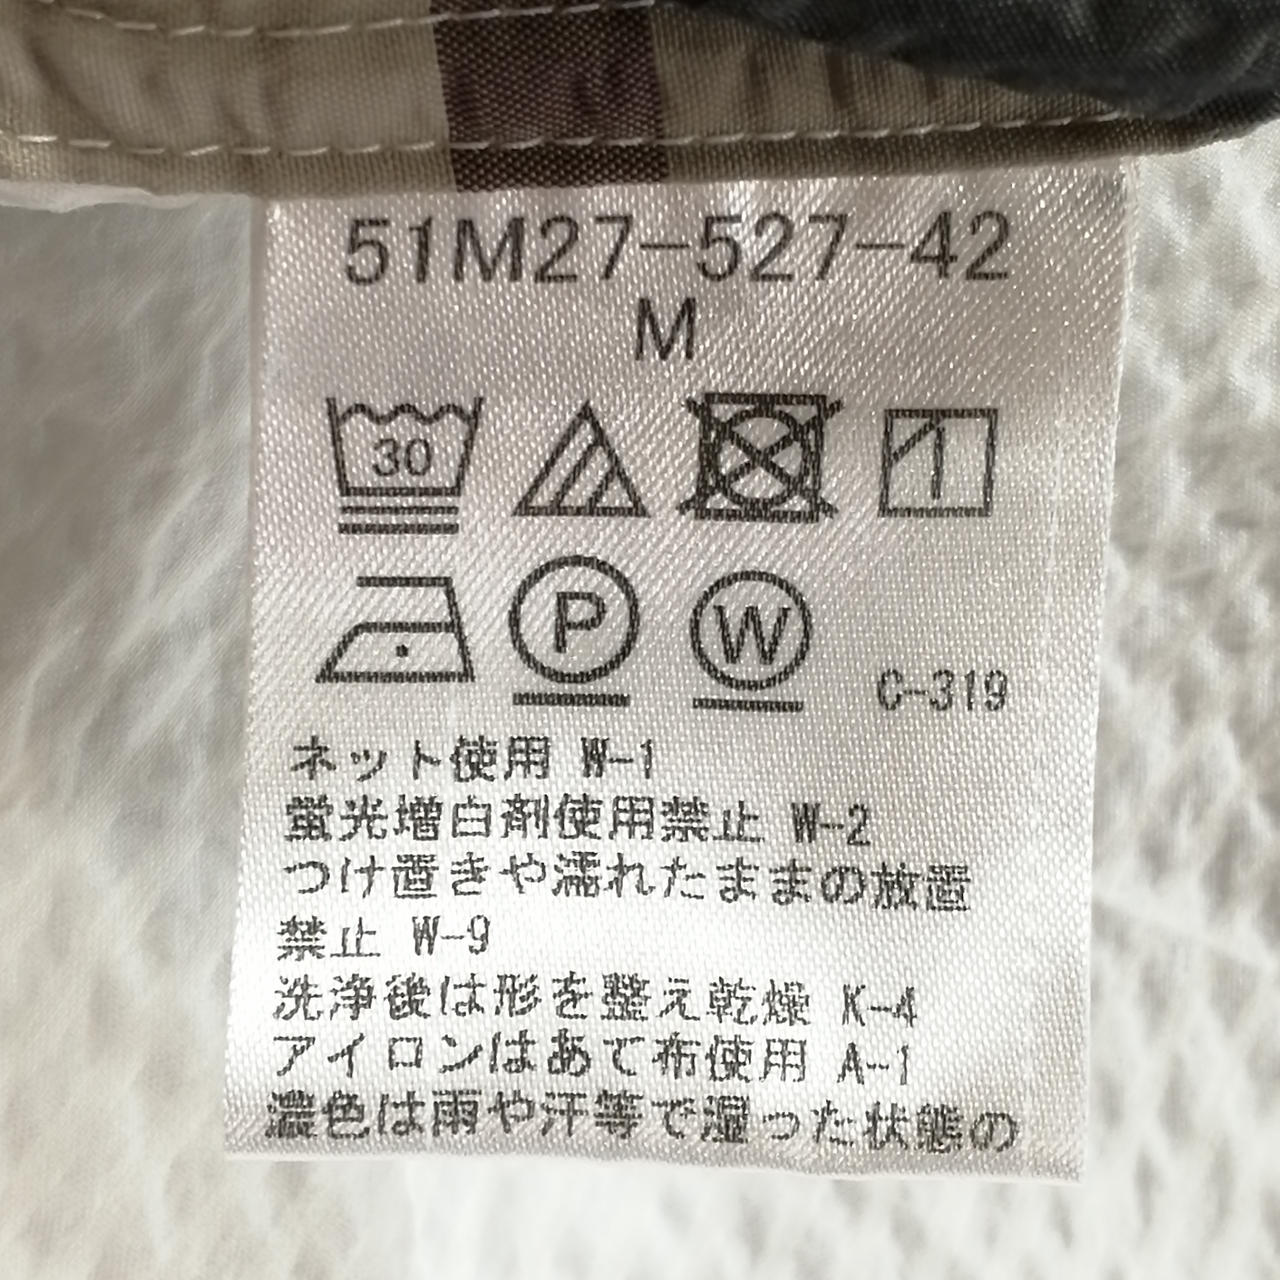 51M27-527-42
M
30
P W C-319
ネット使用 W-1
蛍光増白剤使用禁止 W-2
つけ置きや濡れたままの放置
禁止 W-9
洗浄後は形を整え乾燥 K-4
アイロンはあて布使用 A-1
濃色は雨や汗等で湿った状態の